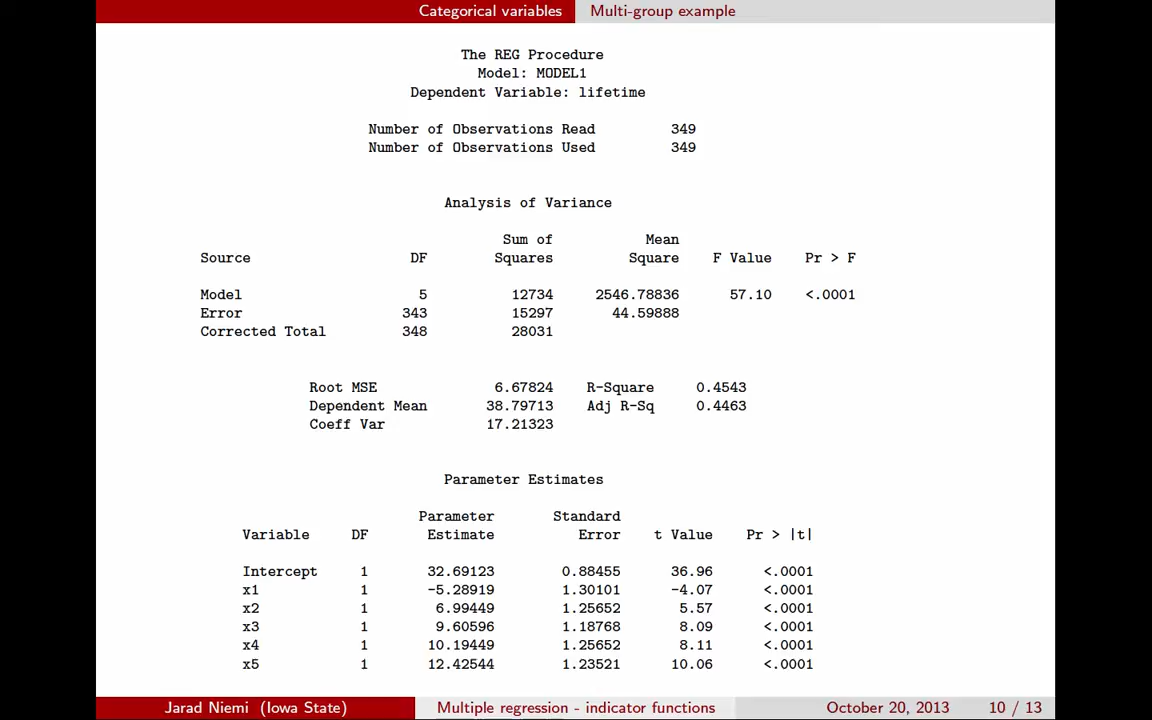 Categorical variables Multi-group example
The REG Procedure
Model: MODEL1
Dependent Variable: lifetime
Number of Observations Read 349
Number of Observations Used 349
Analysis of Variance
Sum of Mean
Source DF Squares Square F Value Pr > F
Model 5 12734 2546.78836 57.10 <.0001
Error 343 15297 44.59888
Corrected Total 348 28031
Root MSE 6.67824 R-Square 0.4543
Dependent Mean 38.79713 Adj R-Sq 0.4463
Coeff Var 17.21323
Parameter Estimates
Parameter Standard
Variable DF Estimate Error t Value Pr > |t|
Intercept 1 32.69123 0.88455 36.96 <.0001
x1 1 -5.28919 1.30101 -4.07 <.0001
x2 1 6.99449 1.25652 5.57 <.0001
x3 1 9.60596 1.18768 8.09 <.0001
x4 1 10.19449 1.25652 8.11 <.0001
x5 1 12.42544 1.23521 10.06 <.0001
Jarad Niemi (Iowa State) Multiple regression - indicator functions October 20, 2013 10 / 13